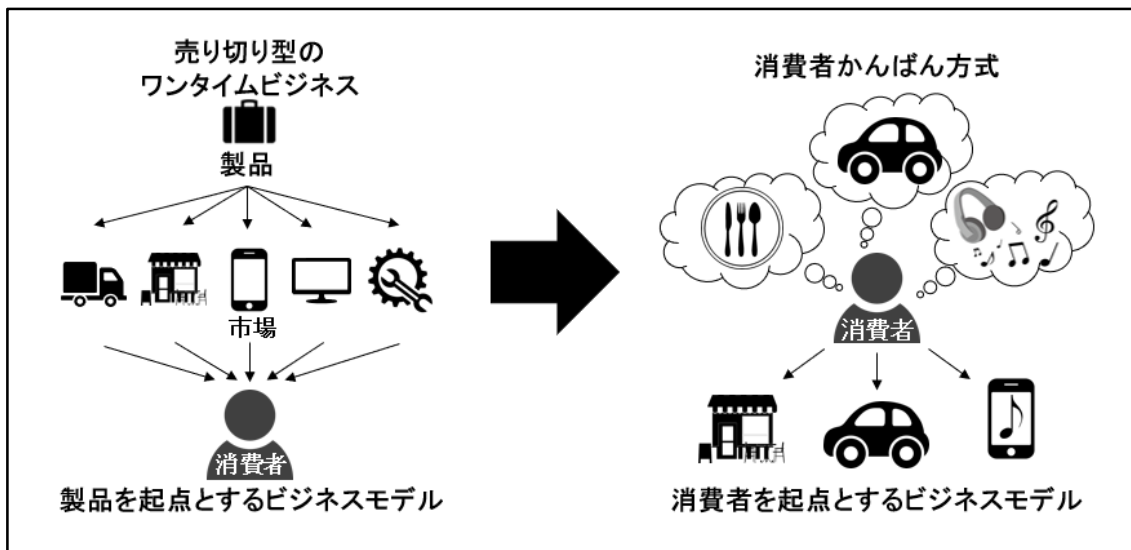 売り切り型の
ワンタイムビジネス
製品
市場
消費者
製品を起点とするビジネスモデル
消費者かんばん方式
消費者
消費者を起点とするビジネスモデル